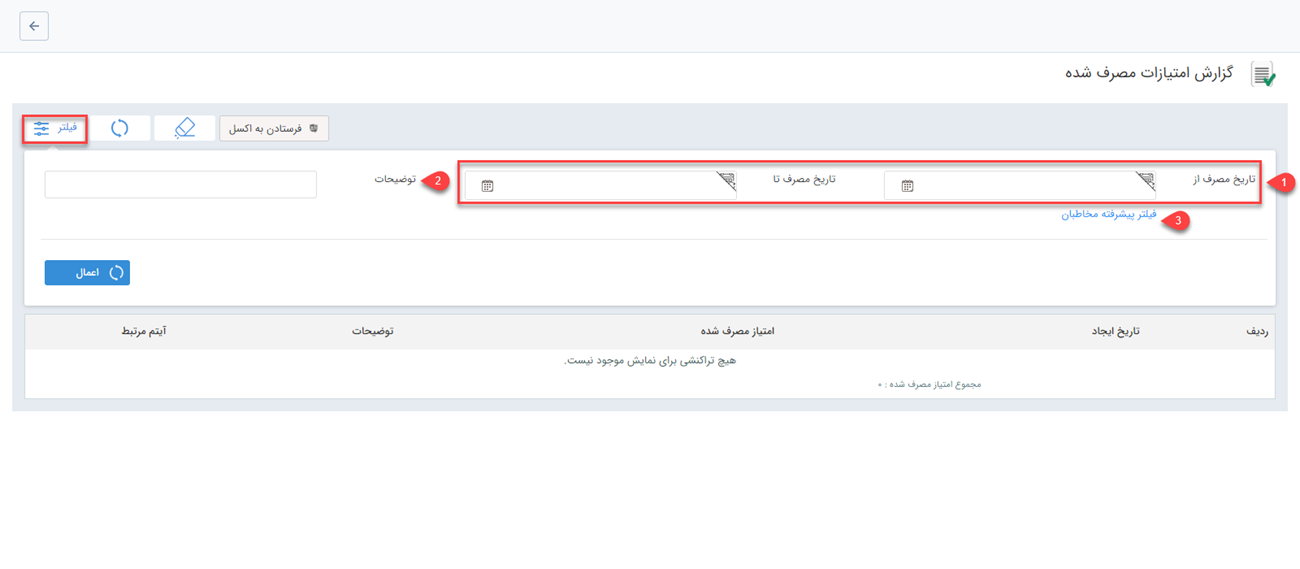 گزارش امتیازات مصرف شده
فرستادن به اکسل
فیلتر
1
تاریخ مصرف از
تاریخ مصرف تا
2
توضیحات
3
فیلتر پیشرفته مخاطبان
اعمال
ردیف تاریخ ایجاد امتیاز مصرف شده توضیحات آیتم مرتبط
هیچ تراکنشی برای نمایش موجود نیست.
مجموع امتیاز مصرف شده : ۰